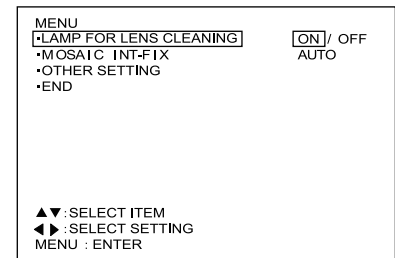 MENU
▪LAMP FOR LENS CLEANING ON / OFF
▪MOSAIC INT-FIX AUTO
▪OTHER SETTING
▪END
▲▼:SELECT ITEM
◀▶:SELECT SETTING
MENU : ENTER